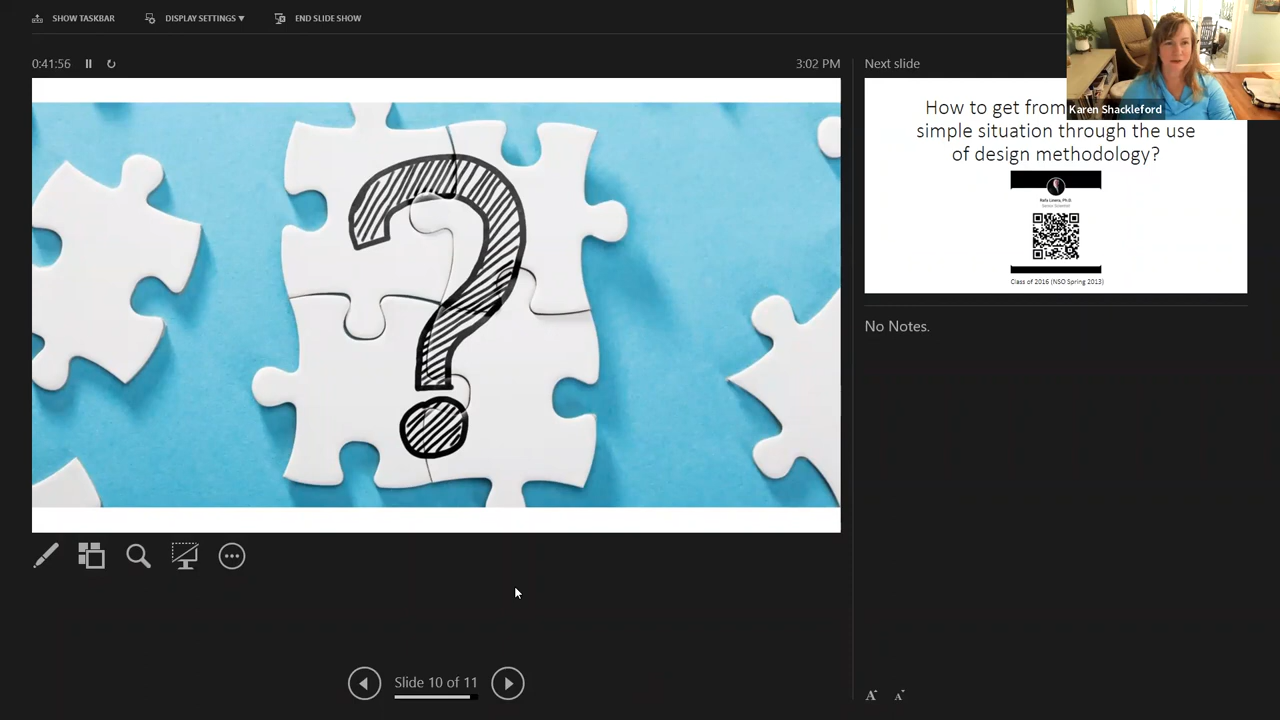 SHOW TASKBAR
DISPLAY SETTINGS ▼
END SLIDE SHOW
0:41:56
3:02 PM
Next slide
Karen Shackleford
How to get from
simple situation through the use
of design methodology?
Class of 2016 (NSO Spring 2013)
No Notes.
?
Slide 10 of 11
A A